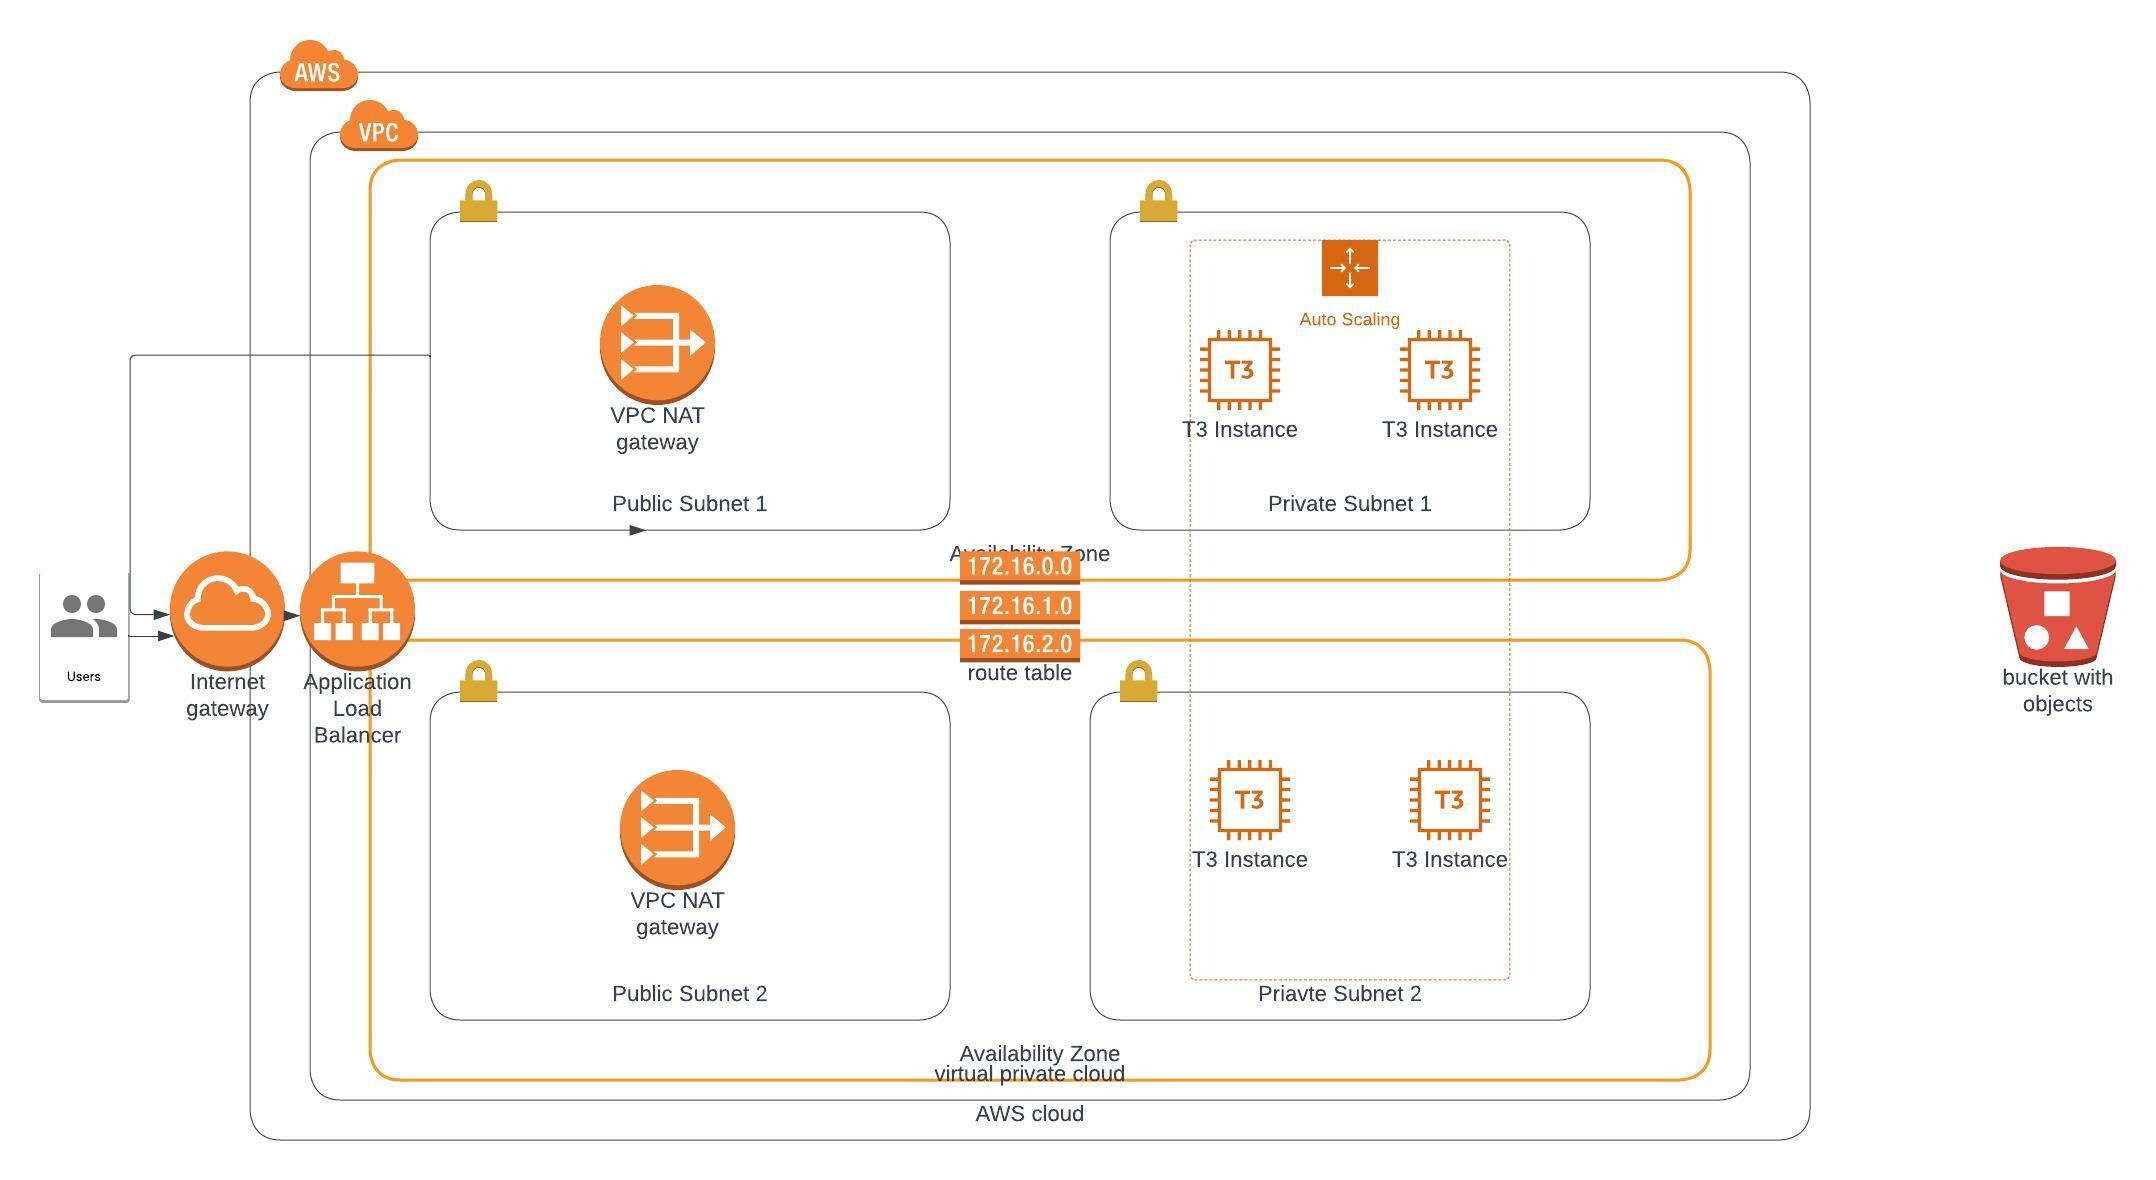 AWS
VPC
VPC NAT
gateway
Public Subnet 1
Auto Scaling
T3
T3
T3 Instance
T3 Instance
Private Subnet 1
Availability Zone
172.16.0.0
172.16.1.0
172.16.2.0
route table
Users
Internet
gateway
Application
Load
Balancer
bucket with
objects
VPC NAT
gateway
Public Subnet 2
T3
T3
T3 Instance
T3 Instance
Priavte Subnet 2
Availability Zone
virtual private cloud
AWS cloud